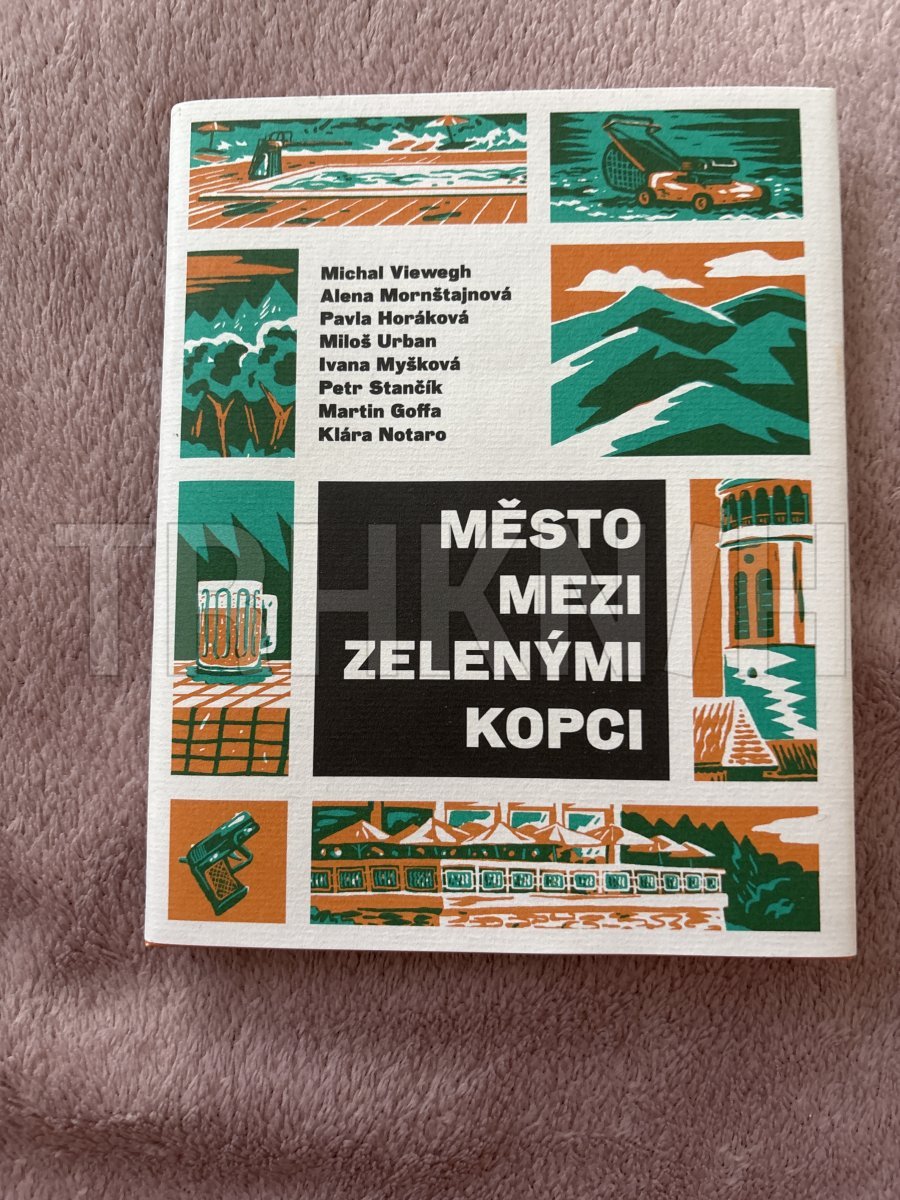 Michal Viewegh
Alena Mornštajnová
Pavla Horáková
Miloš Urban
Ivana Myšková
Petr Stančík
Martin Goffa
Klára Notaro
MĚSTO
MEZI
ZELENÝMI
KOPCI